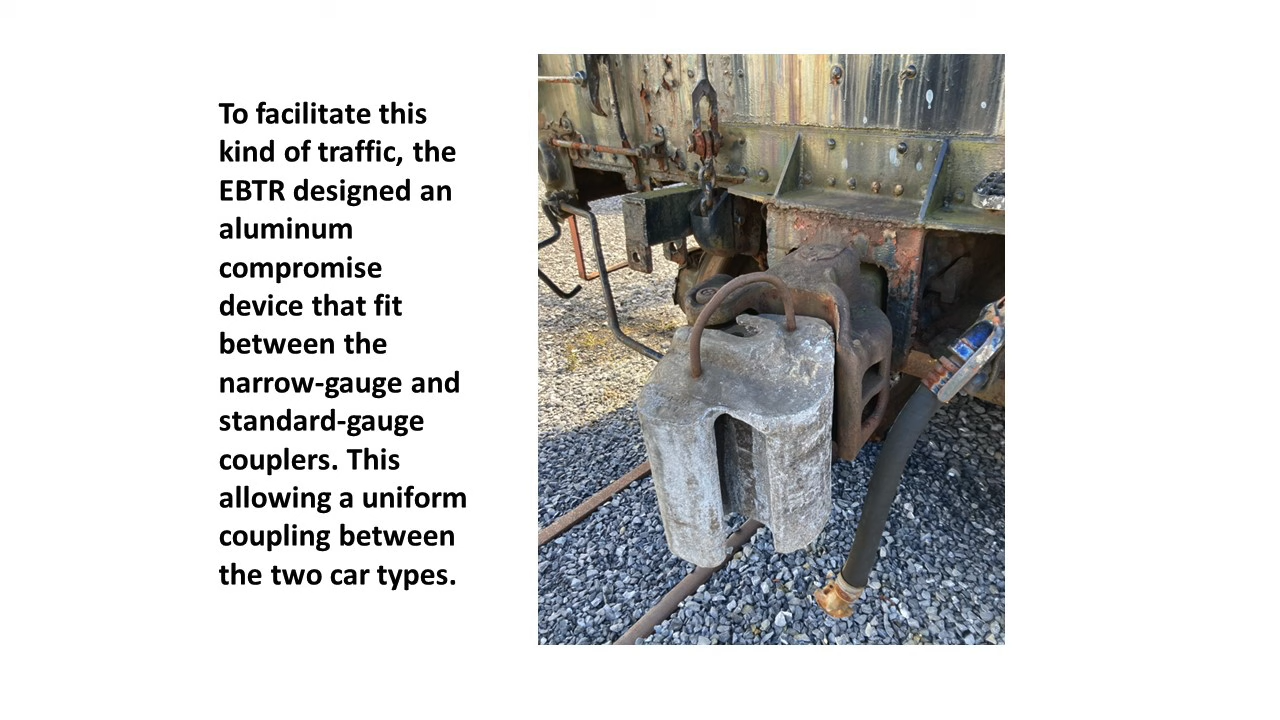 To facilitate this
kind of traffic, the
EBTR designed an
aluminum
compromise
device that fit
between the
narrow-gauge and
standard-gauge
couplers. This
allowing a uniform
coupling between
the two car types.